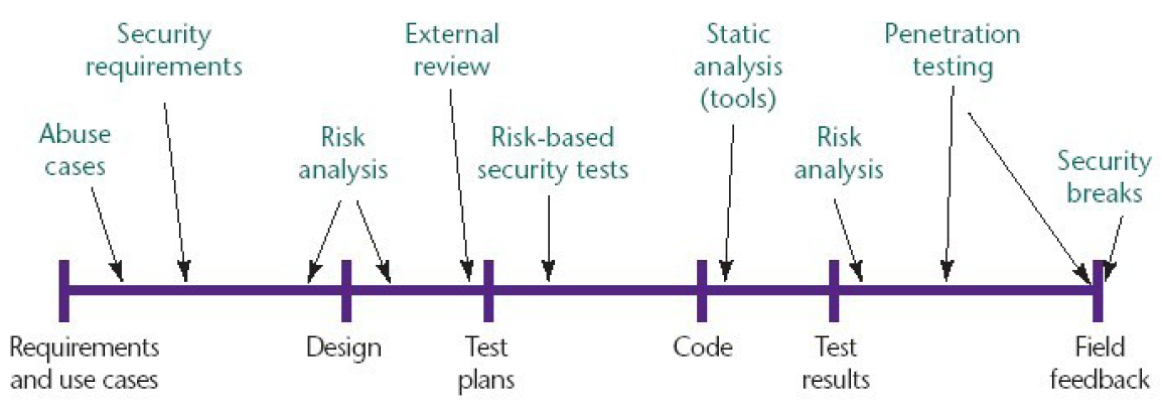 Security
requirements
External
review
Static
analysis
(tools)
Penetration
testing
Abuse
cases
Risk
analysis
Risk-based
security tests
Risk
analysis
Security
breaks
Requirements
and use cases
Design
Test
plans
Code
Test
results
Field
feedback